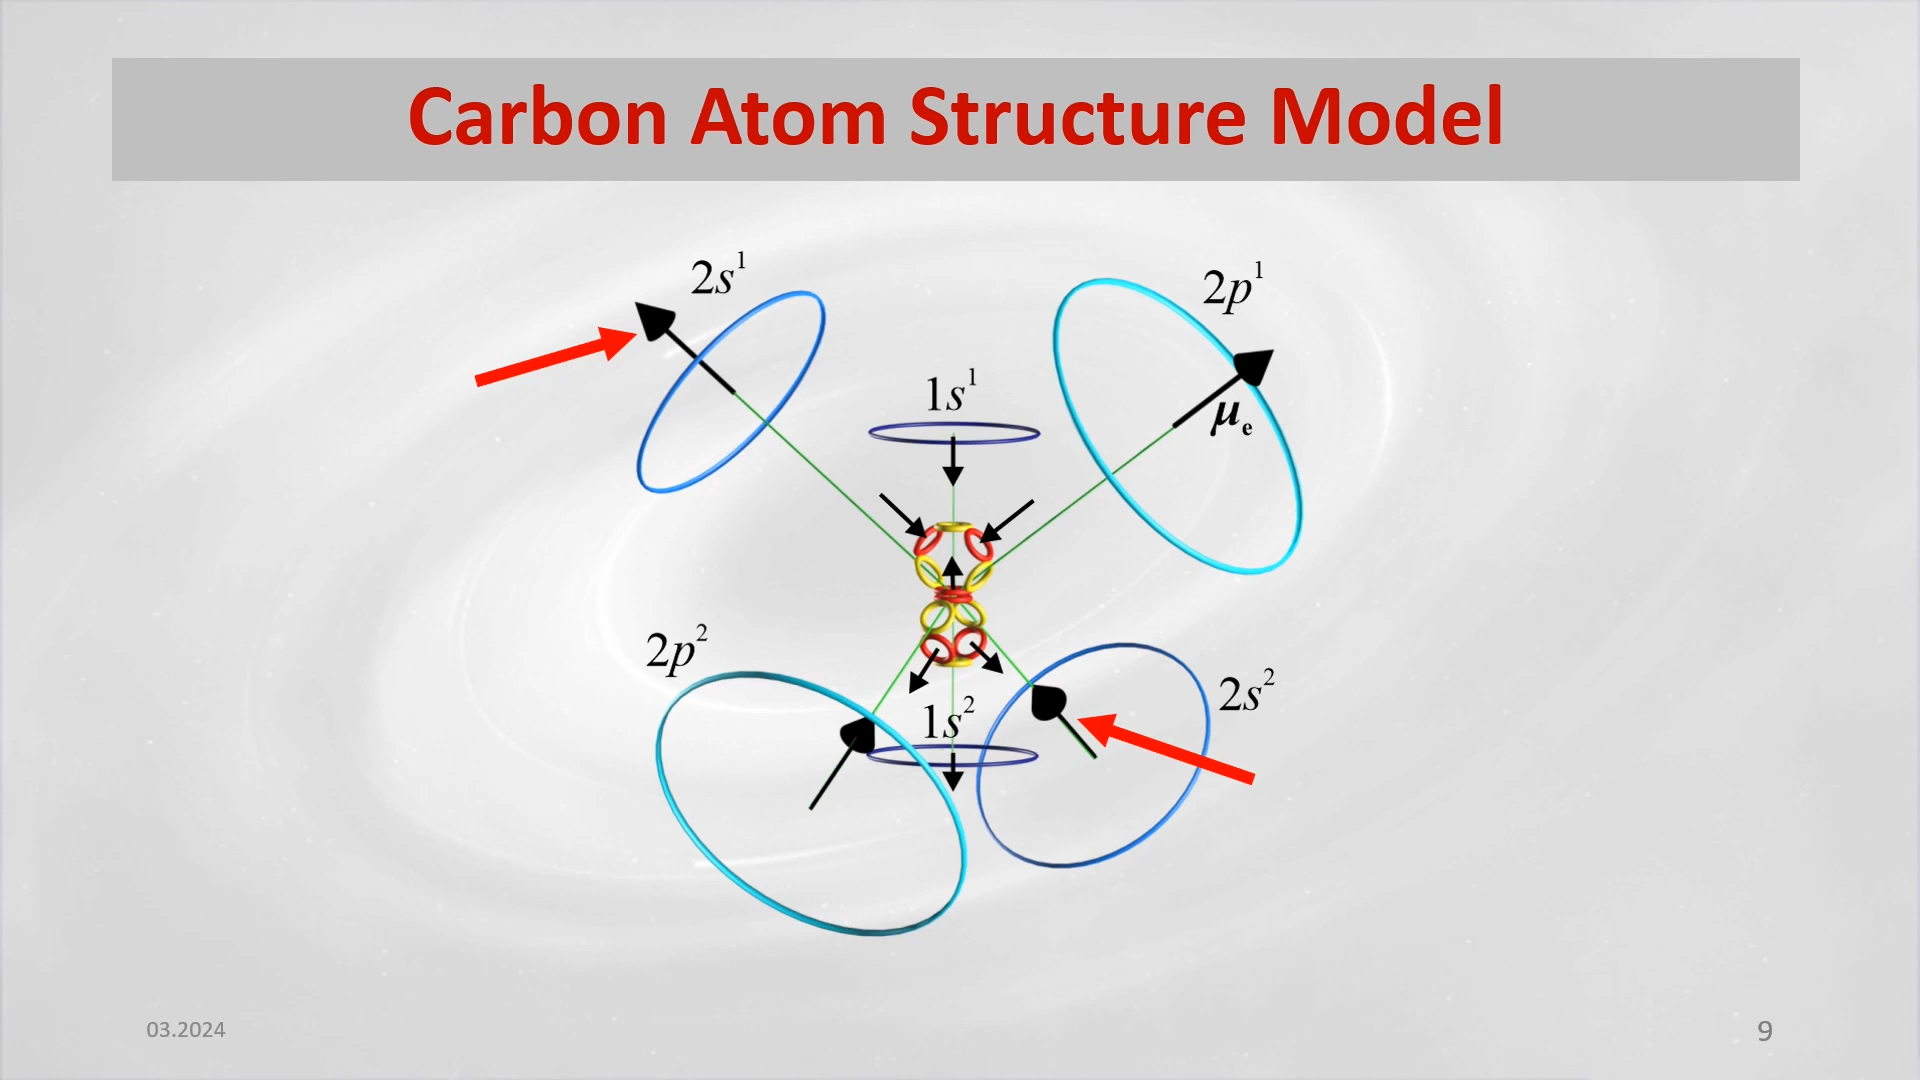 Carbon Atom Structure Model
2s¹
2p¹
1s¹
μₑ
2p²
2s²
1s²
03.2024
9